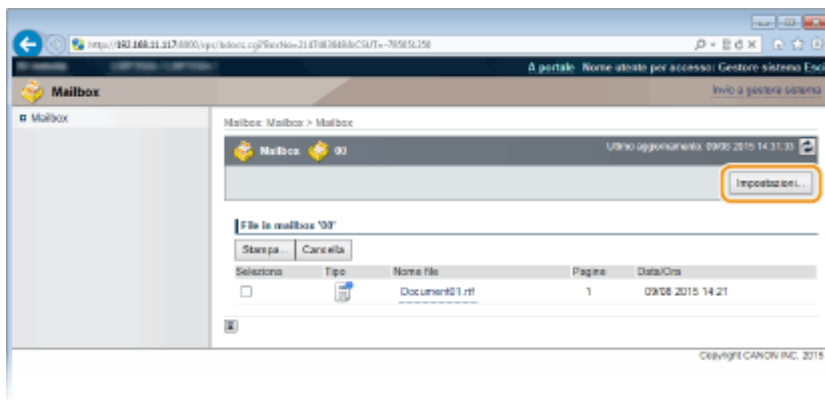 A portale Nome utente per accesso: Gestore sistema Esci
Mailbox
Invio a gestore sistema
Mailbox
Mailbox: Mailbox > Mailbox
Mailbox 00
Ultimo aggiornamento: 09/08 2015 14:31:33
Impostazioni...
File in mailbox '00'
Stampa... Cancella
Seleziona Tipo Nome file Pagine Data/Ora
Document01.rtf 1 09/08 2015 14:21
Copyright CANON INC. 2015